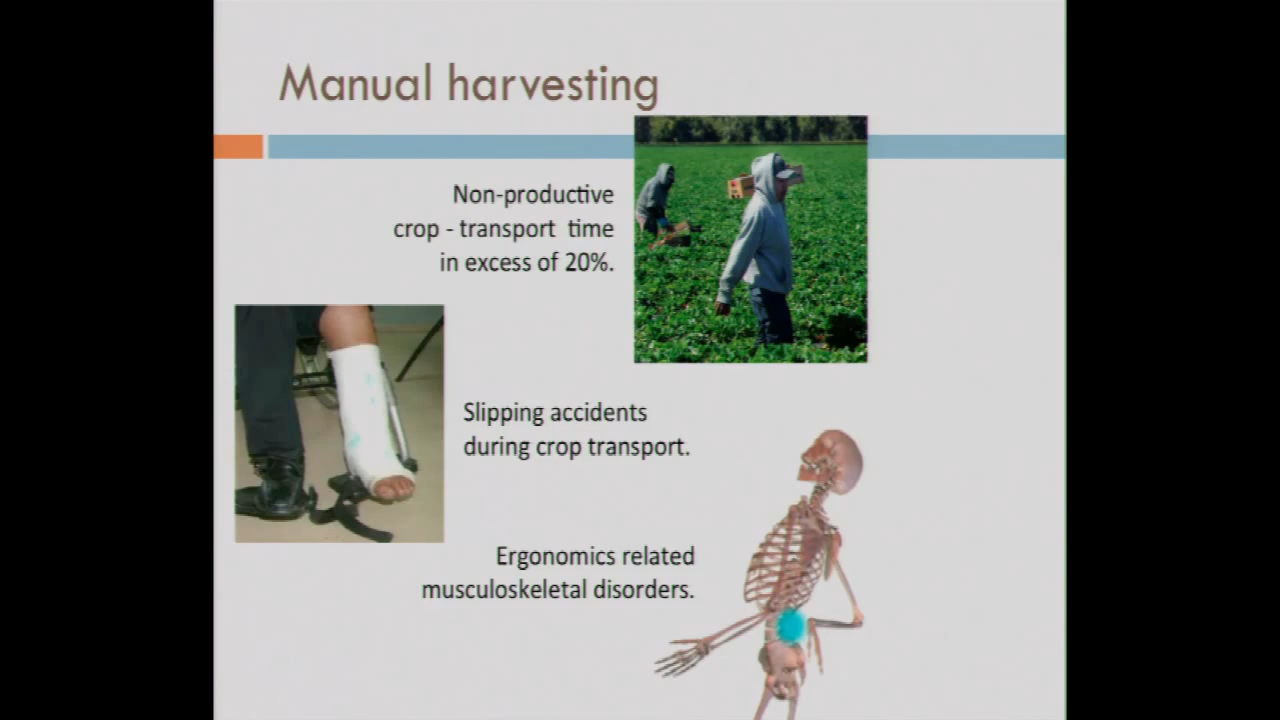 Manual harvesting
Non-productive
crop - transport time
in excess of 20%.
Slipping accidents
during crop transport.
Ergonomics related
musculoskeletal disorders.